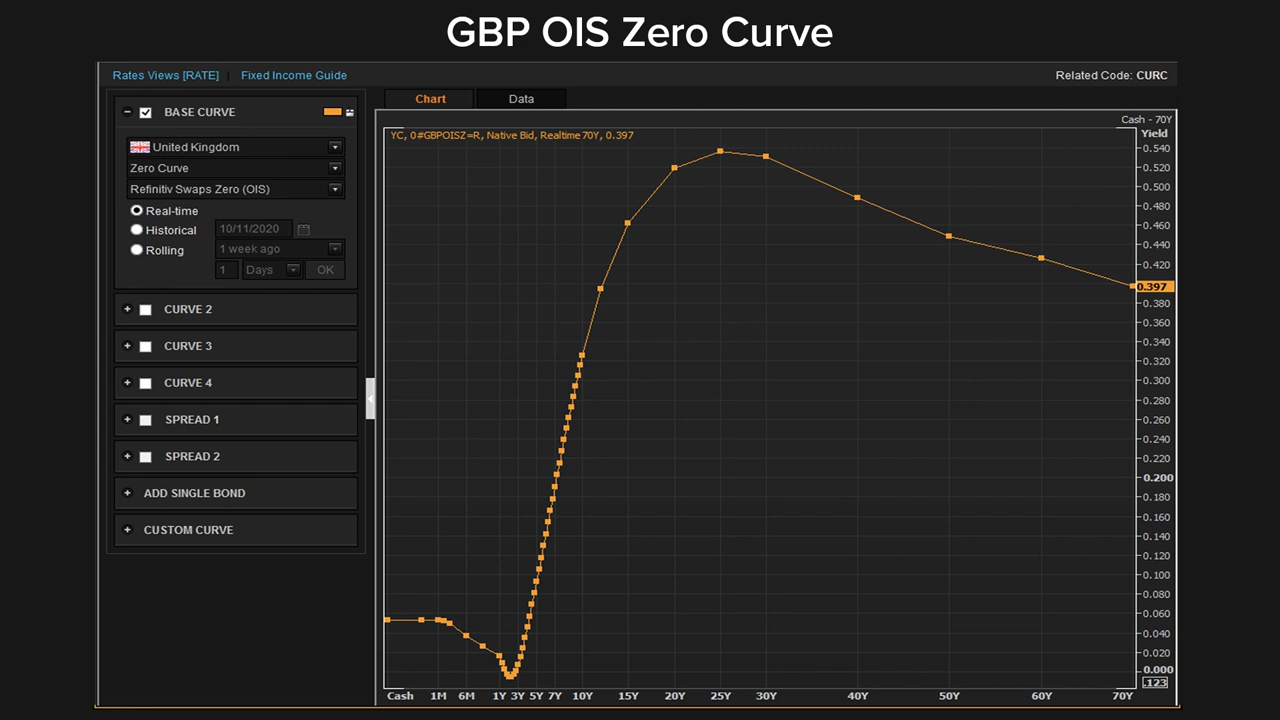 GBP OIS Zero Curve
Rates Views [RATE] | Fixed Income Guide
Related Code: CURC
BASE CURVE
United Kingdom
Zero Curve
Refinitiv Swaps Zero (OIS)
Real-time
Historical 10/11/2020
Rolling 1 week ago
1 Days OK
CURVE 2
CURVE 3
CURVE 4
SPREAD 1
SPREAD 2
ADD SINGLE BOND
CUSTOM CURVE
Chart Data
Cash - 70Y
YC, 0#GBPOISZ=R, Native Bid, Realtime 70Y, 0.397
Yield
0.540
0.520
0.500
0.480
0.460
0.440
0.420
0.397
0.380
0.360
0.340
0.320
0.300
0.280
0.260
0.240
0.220
0.200
0.180
0.160
0.140
0.120
0.100
0.080
0.060
0.040
0.020
0.000
.123
Cash 1M 6M 1Y 3Y 5Y 7Y 10Y 15Y 20Y 25Y 30Y 40Y 50Y 60Y 70Y